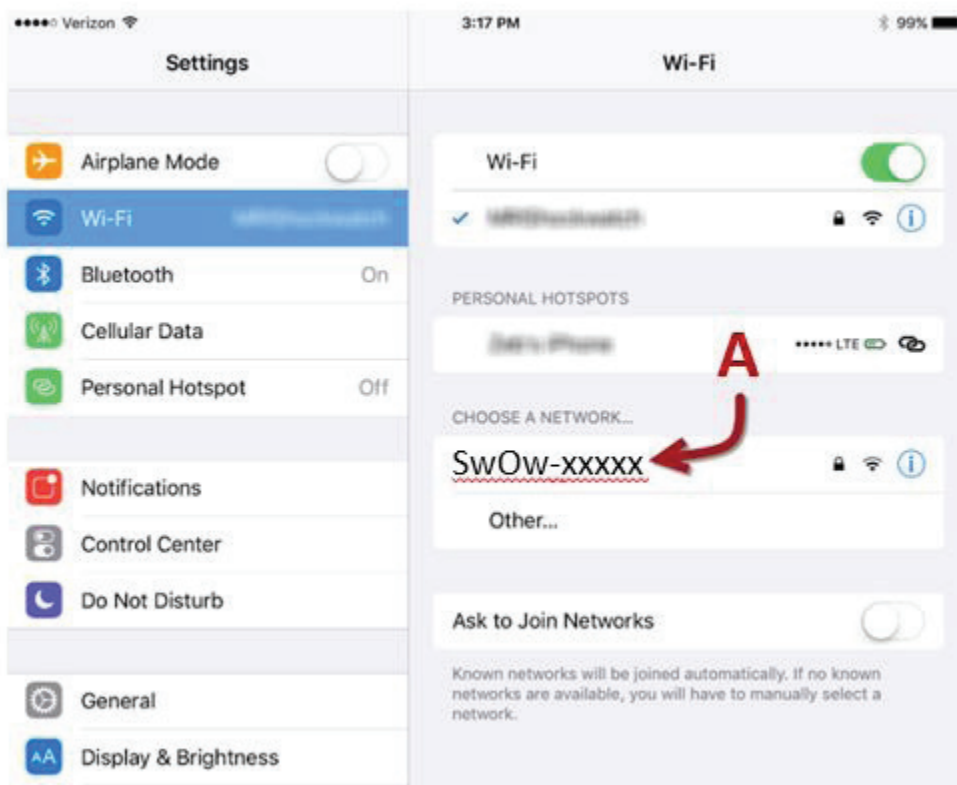 Verizon
3:17 PM
99%
Settings
Wi-Fi
Airplane Mode
Wi-Fi
Bluetooth On
Cellular Data
Personal Hotspot Off
Notifications
Control Center
Do Not Disturb
General
AA Display & Brightness
Wi-Fi
PERSONAL HOTSPOTS
LTE
A
CHOOSE A NETWORK...
SwOw-xxxxx
Other...
Ask to Join Networks
Known networks will be joined automatically. If no known
networks are available, you will have to manually select a
network.